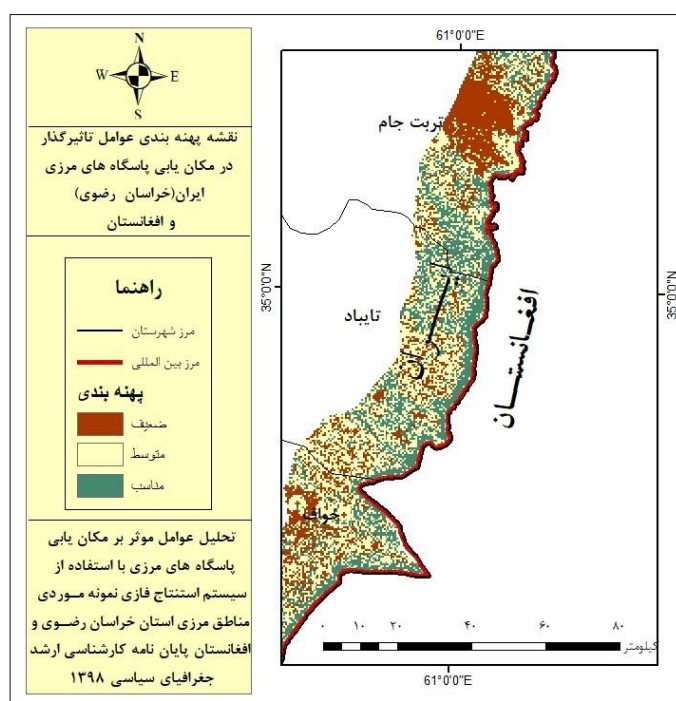 N
W E
S
نقشه پهنه بندی عوامل تاثیرگذار
در مکان یابی پاسگاه های مرزی
ایران(خراسان رضوی)
و افغانستان
راهنما
مرز شهرستان
مرز بین المللی
پهنه بندی
ضعیف
متوسط
مناسب
تحلیل عوامل موثر بر مکان یابی
پاسگاه های مرزی با استفاده از
سیستم استنتاج فازی نمونه مـوردی
مناطق مرزی استان خراسان رضـوی و
افغانستان پایان نامه کارشناسی ارشد
جغرافیای سیاسی ۱۳۹۸
61°0'0"E
تربت جام
35°0'0"N
35°0'0"N
تایباد
ایران
افغانستان
خواف
۰ ۱۰ ۲۰ ۴۰ ۶۰ ۸۰
کیلومتر
61°0'0"E